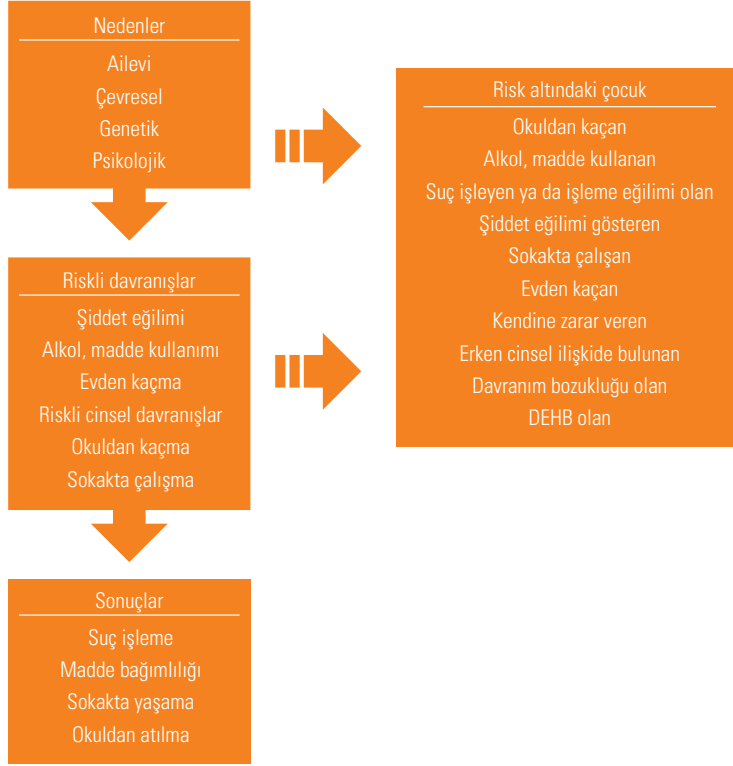 Nedenler
Ailevi
Çevresel
Genetik
Psikolojik
Riskli davranışlar
Şiddet eğilimi
Alkol, madde kullanımı
Evden kaçma
Riskli cinsel davranışlar
Okuldan kaçma
Sokakta çalışma
Sonuçlar
Suç işleme
Madde bağımlılığı
Sokakta yaşama
Okuldan atılma
Risk altındaki çocuk
Okuldan kaçan
Alkol, madde kullanan
Suç işleyen ya da işleme eğilimi olan
Şiddet eğilimi gösteren
Sokakta çalışan
Evden kaçan
Kendine zarar veren
Erken cinsel ilişkide bulunan
Davranım bozukluğu olan
DEHB olan